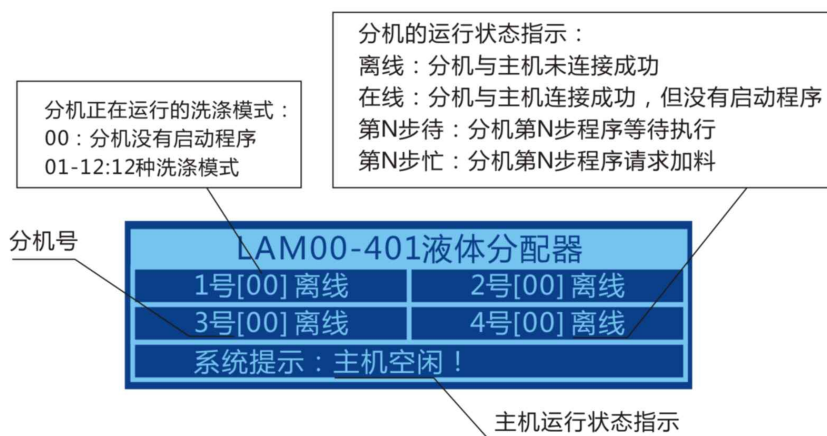 分机的运行状态指示：
离线：分机与主机未连接成功
在线：分机与主机连接成功，但没有启动程序
第N步待：分机第N步程序等待执行
第N步忙：分机第N步程序请求加料
分机正在运行的洗涤模式：
00：分机没有启动程序
01-12:12种洗涤模式
分机号
LAM00-401液体分配器
1号[00] 离线
2号[00] 离线
3号[00] 离线
4号[00] 离线
系统提示：主机空闲！
主机运行状态指示